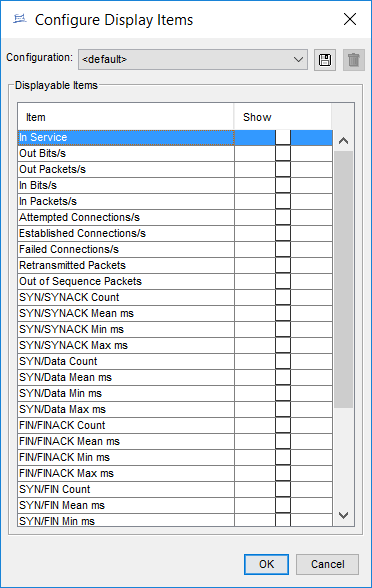 Configure Display Items
Configuration: <default>
Displayable Items
Item Show
In Service
Out Bits/s
Out Packets/s
In Bits/s
In Packets/s
Attempted Connections/s
Established Connections/s
Failed Connections/s
Retransmitted Packets
Out of Sequence Packets
SYN/SYNACK Count
SYN/SYNACK Mean ms
SYN/SYNACK Min ms
SYN/SYNACK Max ms
SYN/Data Count
SYN/Data Mean ms
SYN/Data Min ms
SYN/Data Max ms
FIN/FINACK Count
FIN/FINACK Mean ms
FIN/FINACK Min ms
FIN/FINACK Max ms
SYN/FIN Count
SYN/FIN Mean ms
SYN/FIN Min ms
OK Cancel